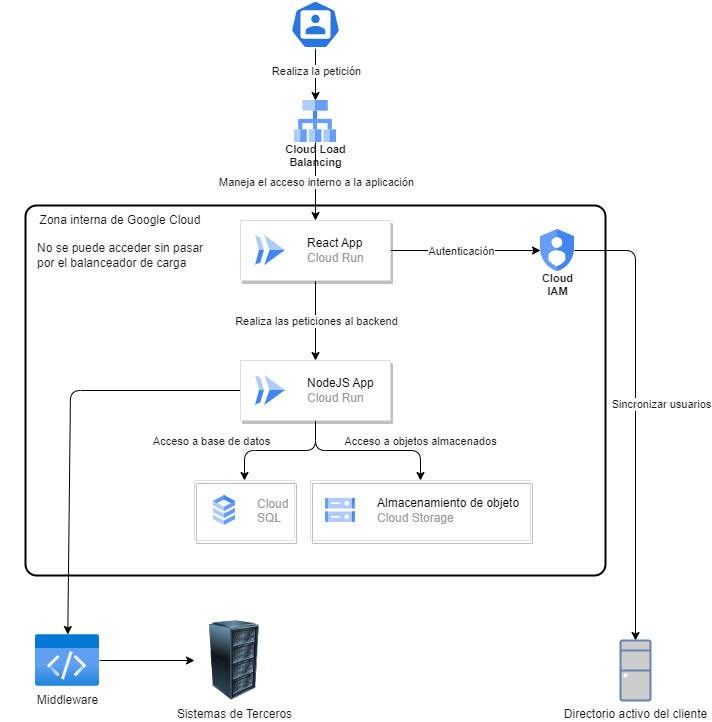 Realiza la petición
Cloud Load
Balancing
Maneja el acceso interno a la aplicación
Zona interna de Google Cloud
No se puede acceder sin pasar
por el balanceador de carga
React App
Cloud Run
Autenticación
Cloud
IAM
Realiza las peticiones al backend
NodeJS App
Cloud Run
Sincronizar usuarios
Acceso a base de datos
Acceso a objetos almacenados
Cloud
SQL
Almacenamiento de objeto
Cloud Storage
Middleware
Sistemas de Terceros
Directorio activo del cliente